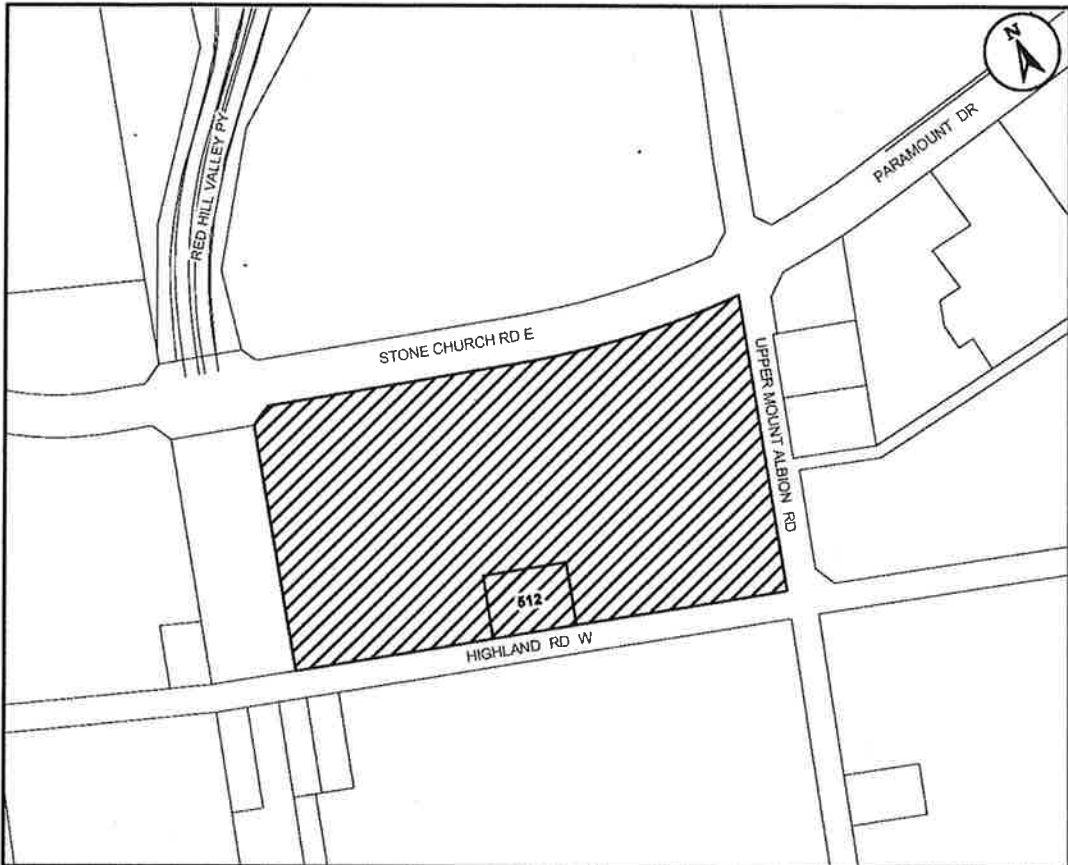 N
RED HILL VALLEY PY
PARAMOUNT DR
STONE CHURCH RD E
UPPER MOUNT ALBION RD
512
HIGHLAND RD W